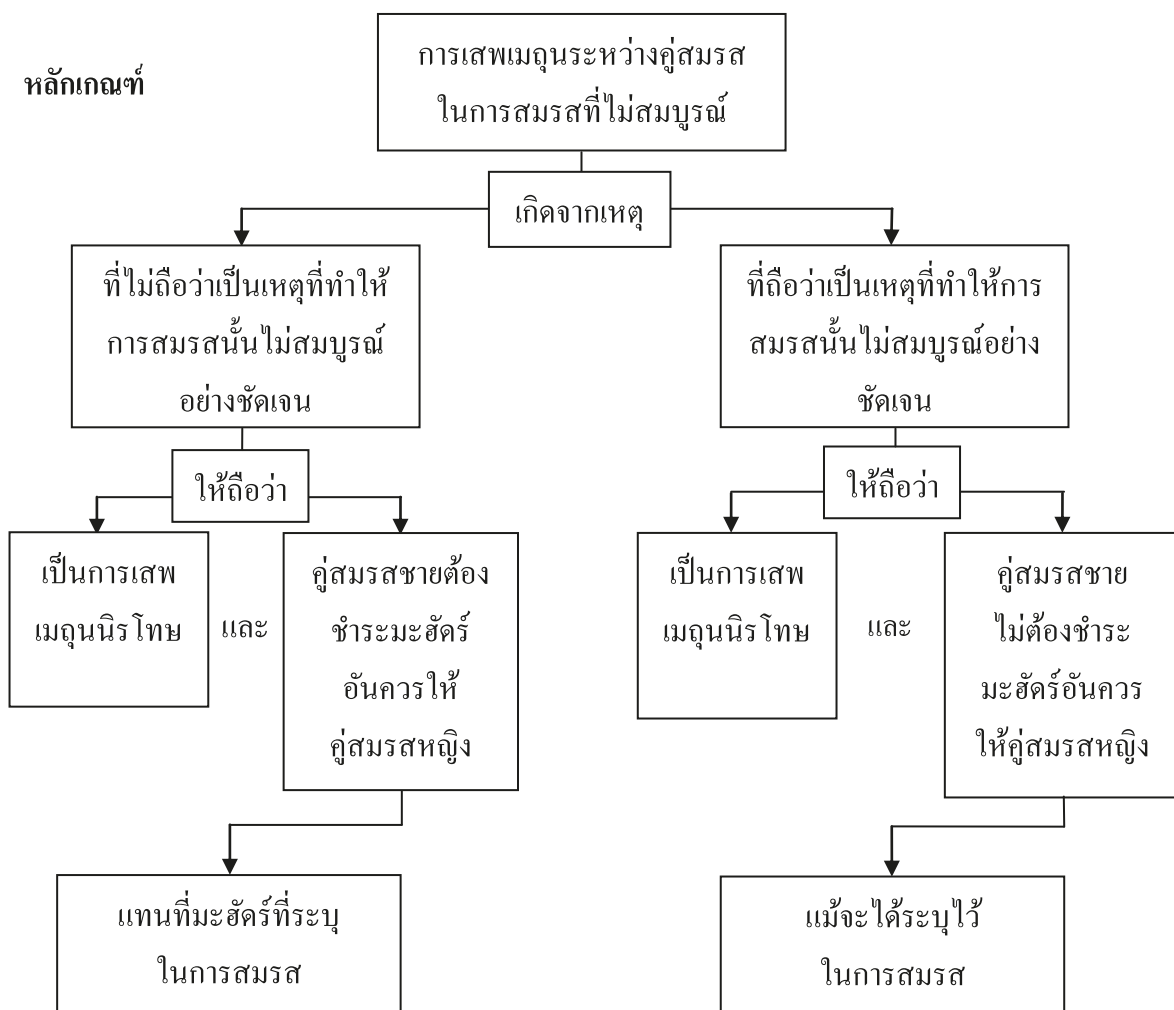 หลักเกณฑ์
การเสพเมถุนระหว่างคู่สมรส
ในการสมรสที่ไม่สมบูรณ์
เกิดจากเหตุ
ที่ไม่ถือว่าเป็นเหตุที่ทำให้
การสมรสนั้นไม่สมบูรณ์
อย่างชัดเจน
ให้ถือว่า
เป็นการเสพ
เมถุนนิรโทษ
และ
คู่สมรสชายต้อง
ชำระมะฮัดร์
อันควรให้
คู่สมรสหญิง
แทนที่มะฮัดร์ที่ระบุ
ในการสมรส
ที่ถือว่าเป็นเหตุที่ทำให้การ
สมรสนั้นไม่สมบูรณ์อย่าง
ชัดเจน
ให้ถือว่า
เป็นการเสพ
เมถุนนิรโทษ
และ
คู่สมรสชาย
ไม่ต้องชำระ
มะฮัดร์อันควร
ให้คู่สมรสหญิง
แม้จะได้ระบุไว้
ในการสมรส